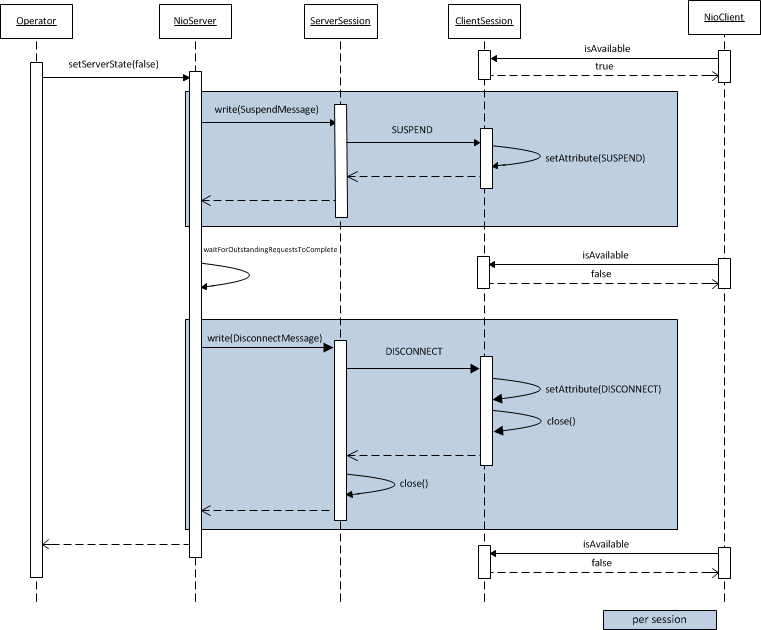 Operator
NioServer
ServerSession
ClientSession
NioClient
isAvailable
setServerState(false)
true
write(SuspendMessage)
SUSPEND
setAttribute(SUSPEND)
waitForOutstandingRequestsToComplete
isAvailable
false
write(DisconnectMessage)
DISCONNECT
setAttribute(DISCONNECT)
close()
close()
isAvailable
false
per session